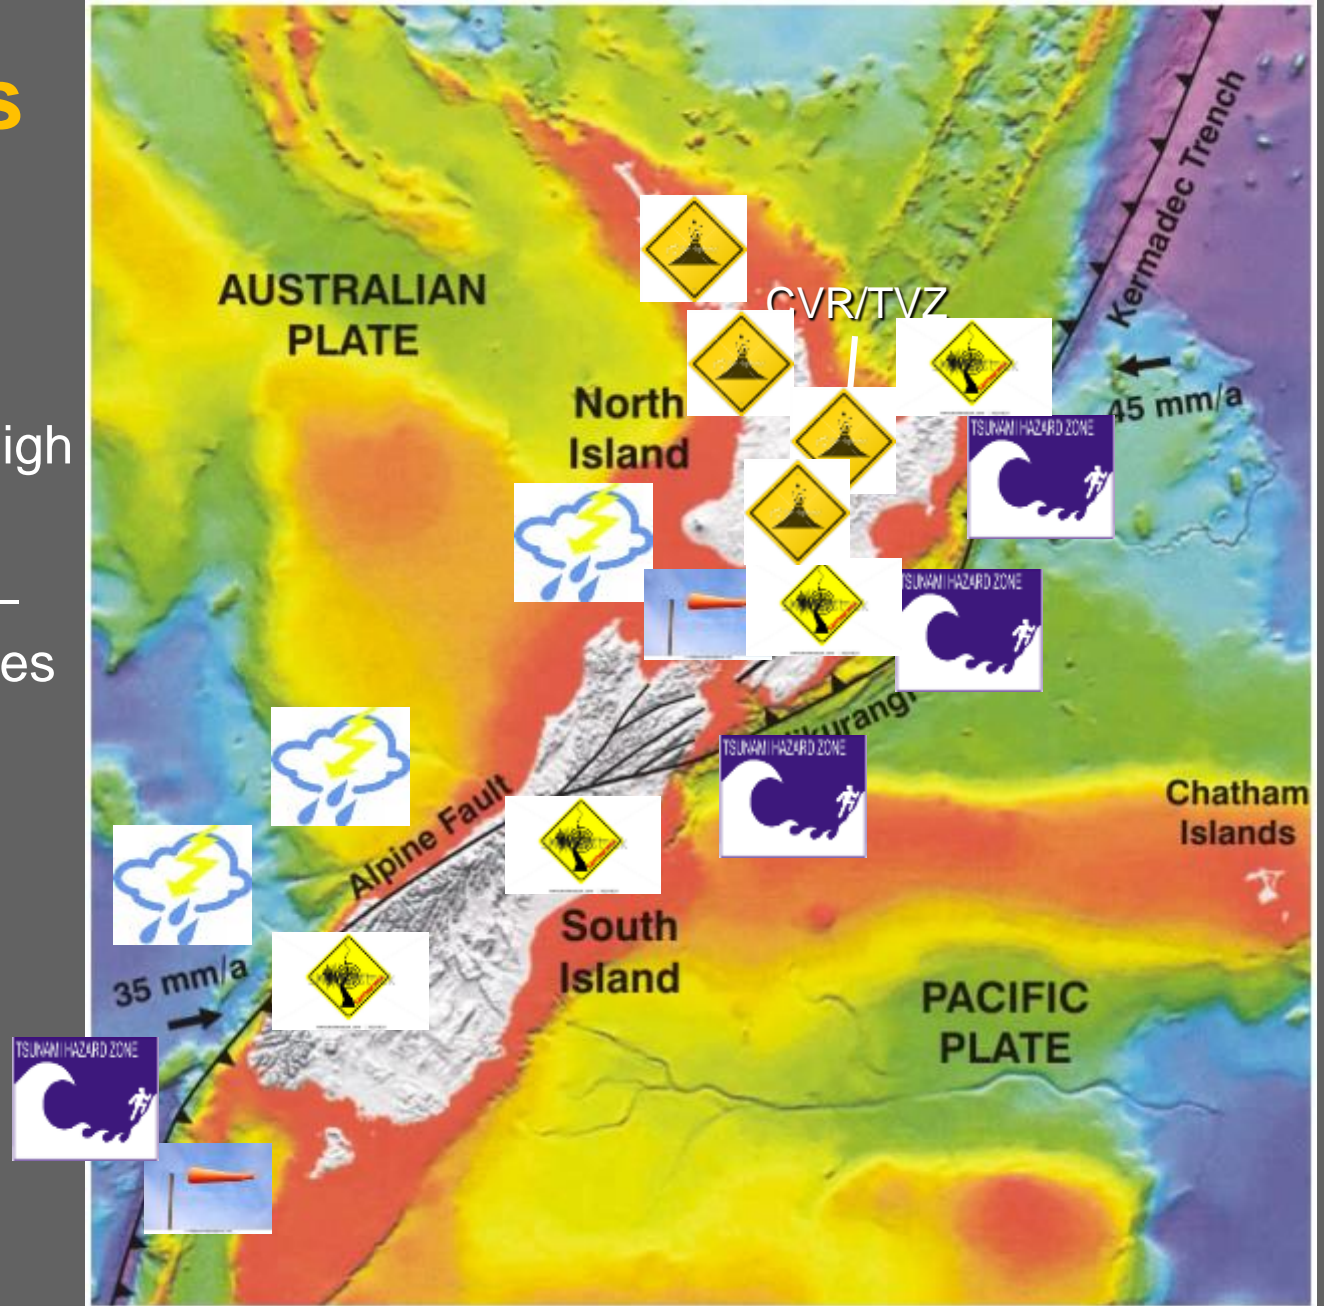 s
igh
–
es
Kermadec Trench
AUSTRALIAN
PLATE
CVR/TVZ
45 mm/a
North
Island
TSUNAMI HAZARD ZONE
TSUNAMI HAZARD ZONE
TSUNAMI HAZARD ZONE
Chatham
Islands
Alpine Fault
South
Island
35 mm/a
PACIFIC
PLATE
TSUNAMI HAZARD ZONE